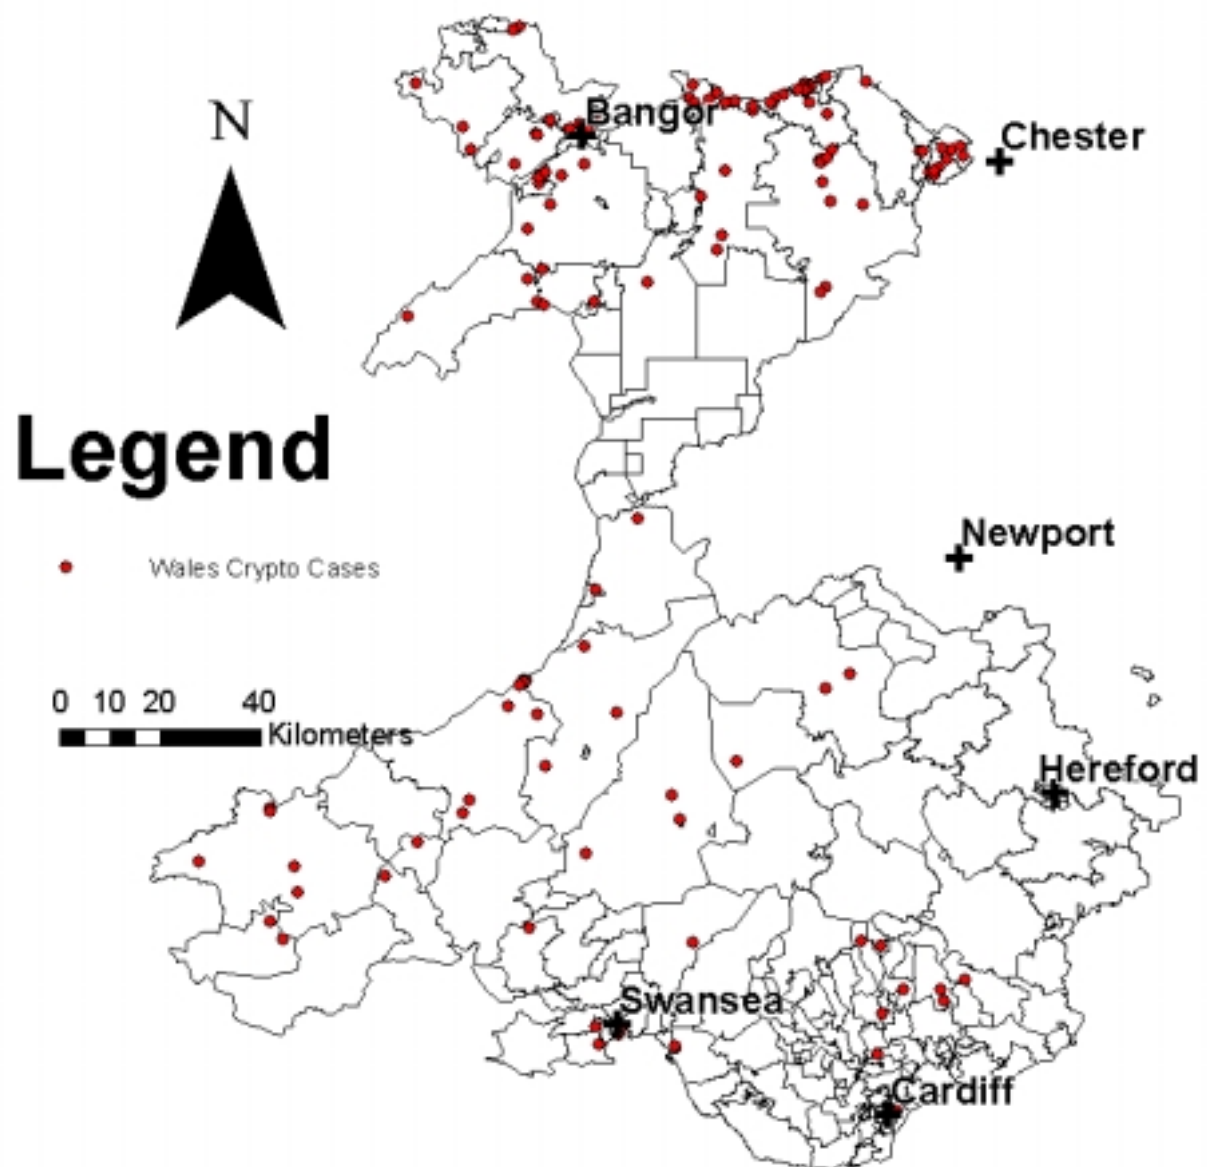 Bangor
N
Chester
Legend
Newport
Wales Crypto Cases
0 10 20 40
Kilometers
Hereford
Swansea
Cardiff